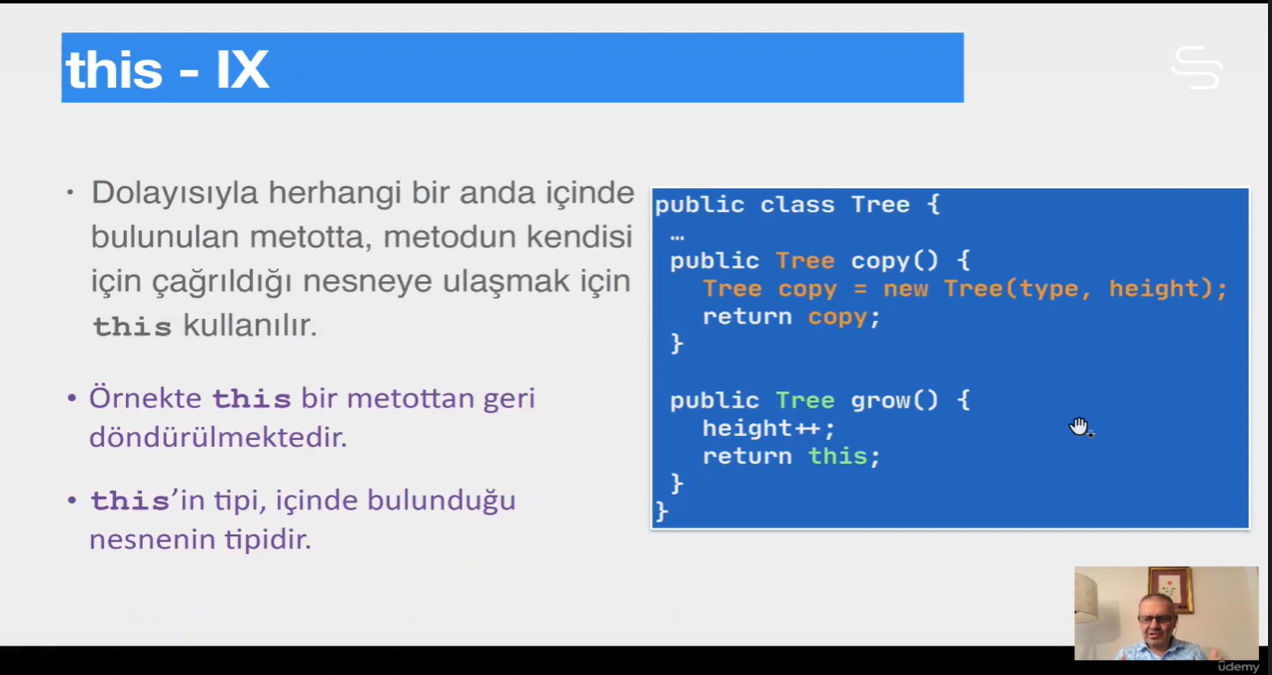 this - IX
• Dolayısıyla herhangi bir anda içinde
bulunulan metotta, metodun kendisi
için çağrıldığı nesneye ulaşmak için
this kullanılır.
• Örnekte this bir metottan geri
döndürülmektedir.
• this’in tipi, içinde bulunduğu
nesnenin tipidir.
public class Tree {
…
public Tree copy() {
Tree copy = new Tree(type, height);
return copy;
}
public Tree grow() {
height++;
return this;
}
}
ûdemy